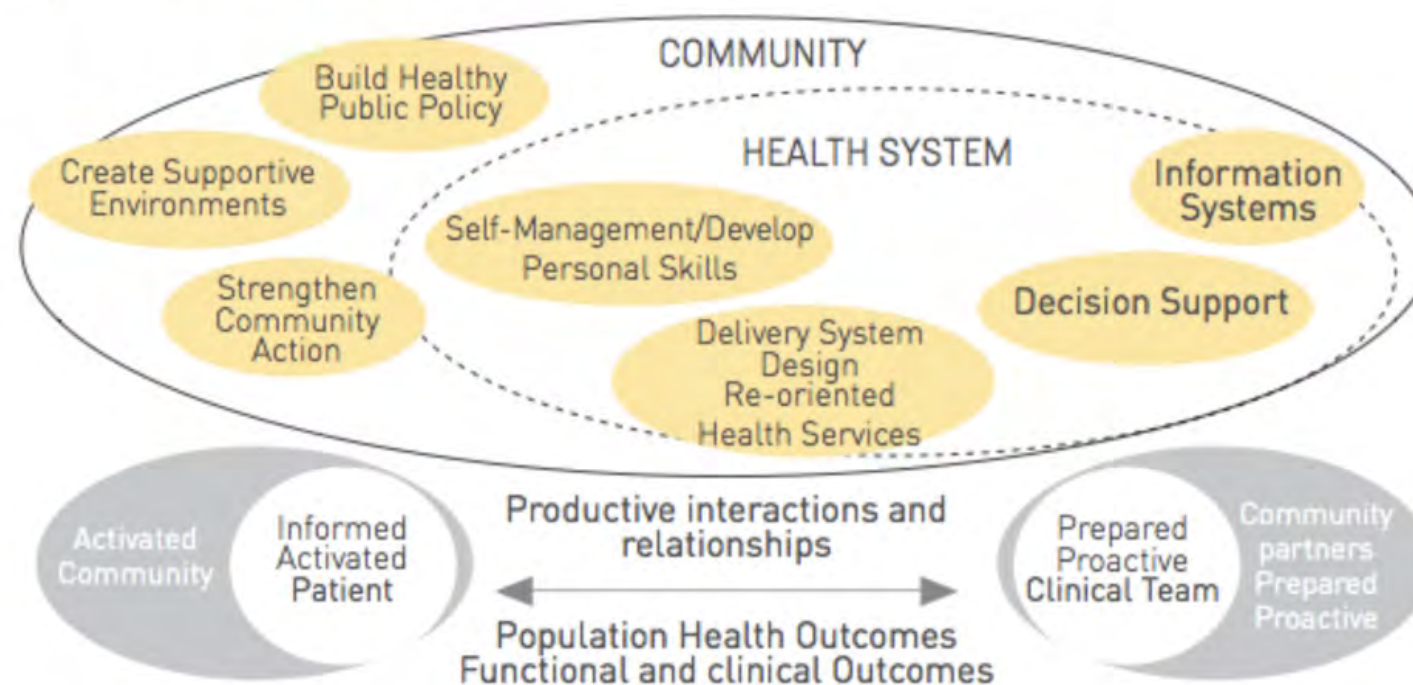 COMMUNITY
Build Healthy
Public Policy
HEALTH SYSTEM
Create Supportive
Environments
Information
Systems
Self-Management/Develop
Personal Skills
Strengthen
Community
Action
Decision Support
Delivery System
Design
Re-oriented
Health Services
Activated
Community
Informed
Activated
Patient
Productive interactions and
relationships
Population Health Outcomes
Functional and clinical Outcomes
Prepared
Proactive
Clinical Team
Community
partners
Prepared
Proactive